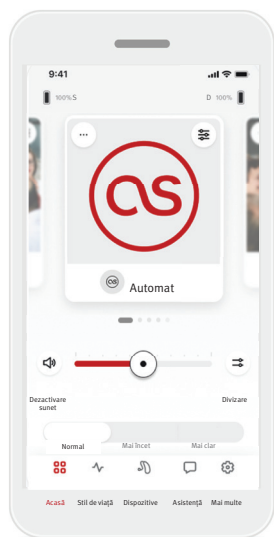 9:41
100% S
D 100%
Automat
Dezactivare
sunet
Divizare
Normal
Mai încet
Mai clar
Acasă
Stil de viață
Dispozitive
Asistență
Mai multe